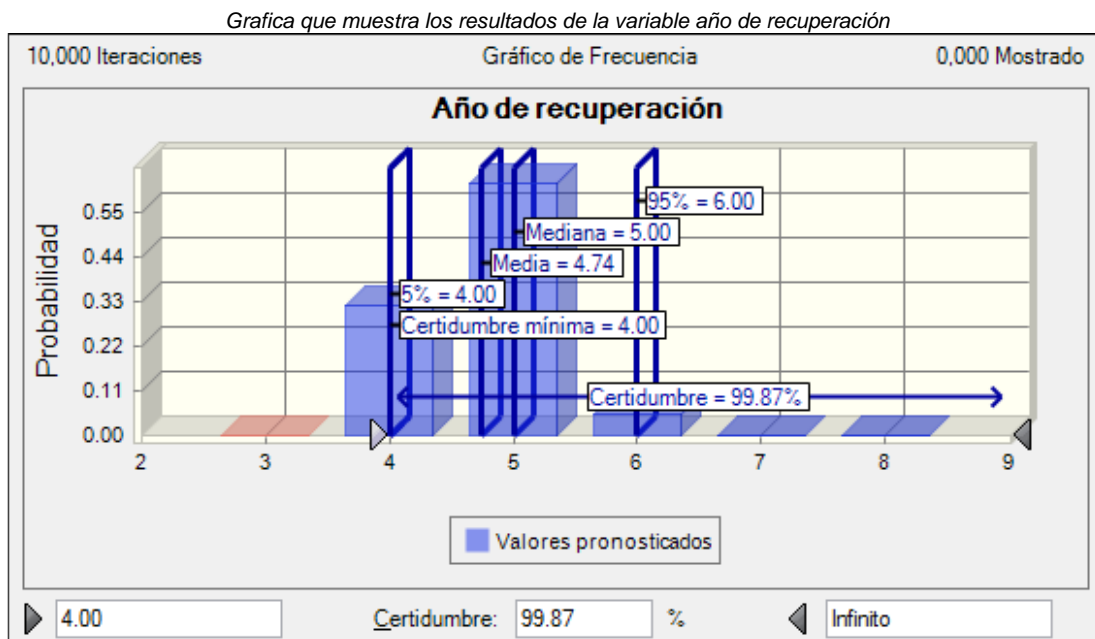 Grafica que muestra los resultados de la variable año de recuperación
10,000 Iteraciones Gráfico de Frecuencia 0,000 Mostrado
Año de recuperación
Probabilidad
0.55
0.44
0.33
0.22
0.11
0.00
95% = 6.00
Mediana = 5.00
Media = 4.74
5% = 4.00
Certidumbre mínima = 4.00
Certidumbre = 99.87%
2 3 4 5 6 7 8 9
Valores pronosticados
4.00 Certidumbre: 99.87 % Infinito